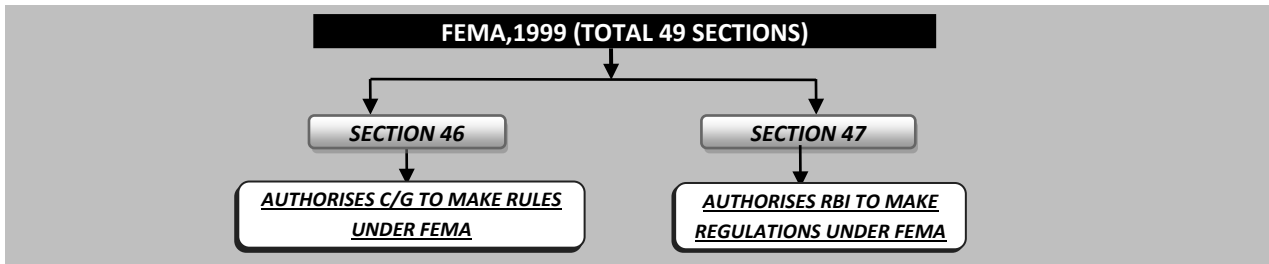 FEMA,1999 (TOTAL 49 SECTIONS)
SECTION 46
SECTION 47
AUTHORISES C/G TO MAKE RULES
UNDER FEMA
AUTHORISES RBI TO MAKE
REGULATIONS UNDER FEMA